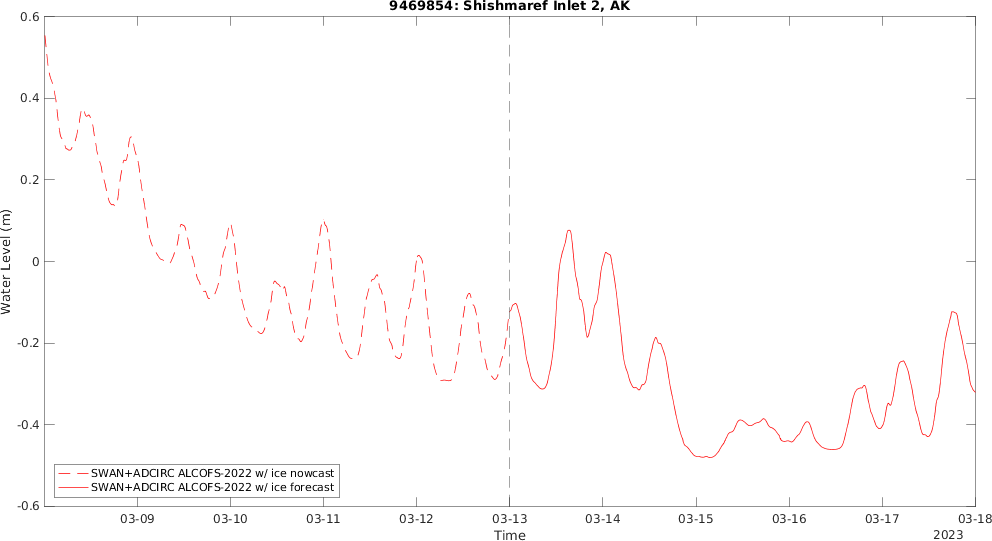 9469854: Shishmaref Inlet 2, AK
0.6
0.4
0.2
0
-0.2
-0.4
-0.6
Water Level (m)
SWAN+ADCIRC ALCOFS-2022 w/ ice nowcast
SWAN+ADCIRC ALCOFS-2022 w/ ice forecast
03-09 03-10 03-11 03-12 03-13 03-14 03-15 03-16 03-17 03-18
Time
2023